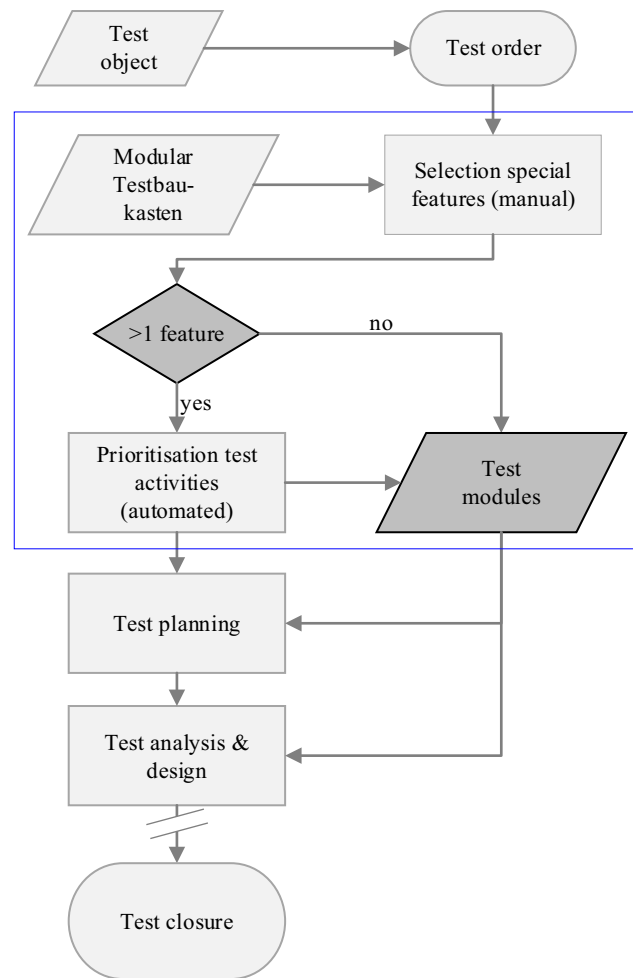 Test
object
Test order
Modular
Testbau-
kasten
Selection special
features (manual)
>1 feature
no
yes
Prioritisation test
activities
(automated)
Test
modules
Test planning
Test analysis &
design
Test closure